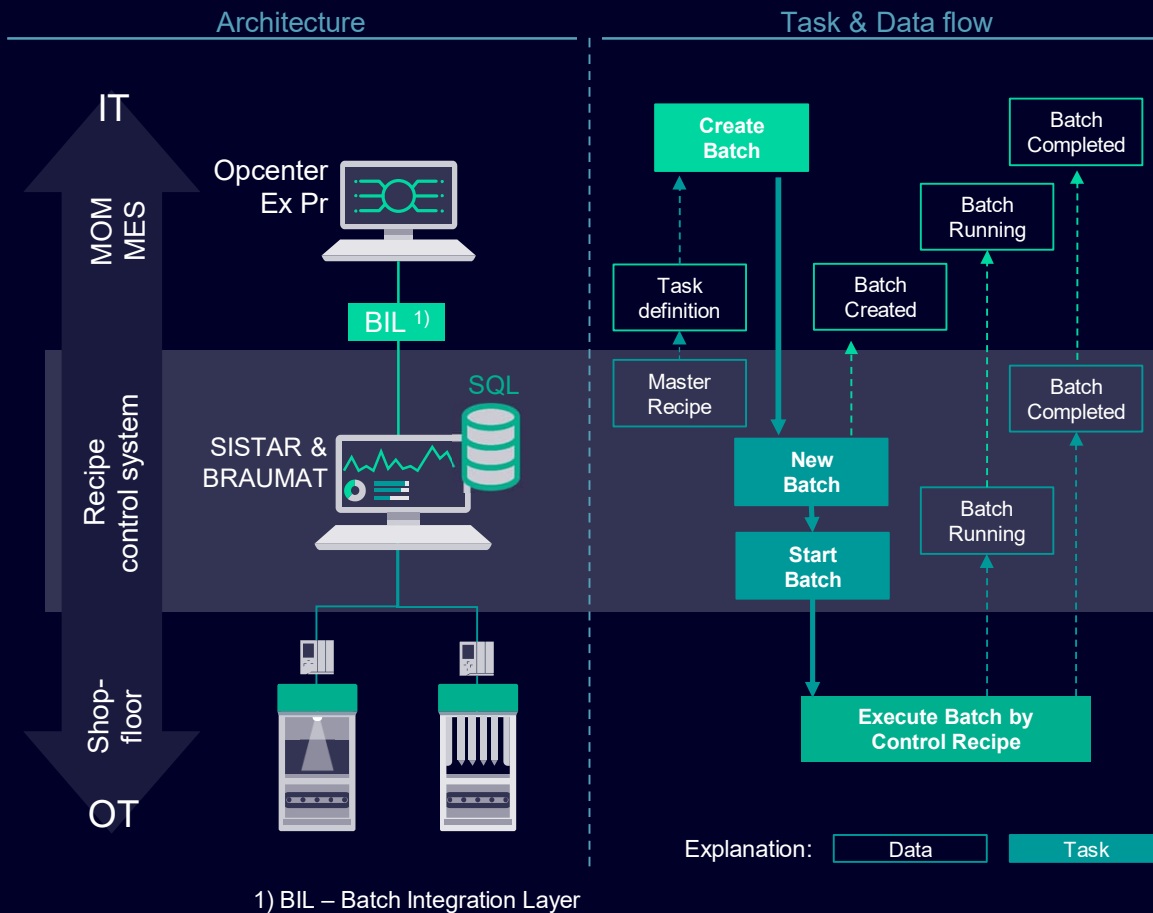 Architecture
Task & Data flow
IT
MOM
MES
Recipe
control system
Shop-
floor
OT
Opcenter
Ex Pr
BIL 1)
SQL
SISTAR &
BRAUMAT
Create
Batch
Task
definition
Master
Recipe
Batch
Created
Batch
Running
Batch
Completed
New
Batch
Start
Batch
Batch
Running
Batch
Completed
Execute Batch by
Control Recipe
Explanation:
Data
Task
1) BIL – Batch Integration Layer